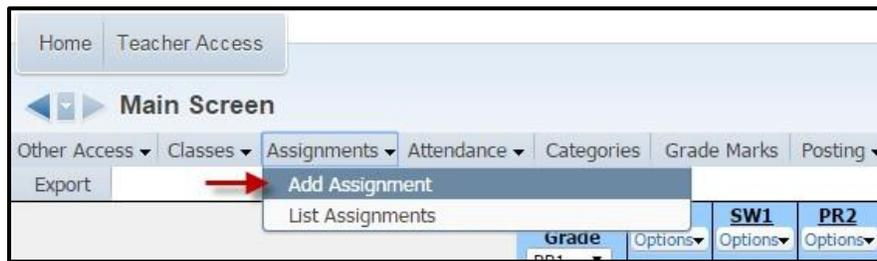 Home Teacher Access
Main Screen
Other Access Classes Assignments Attendance Categories Grade Marks Posting
Export Add Assignment
List Assignments
SW1 PR2
Grade Options Options Options